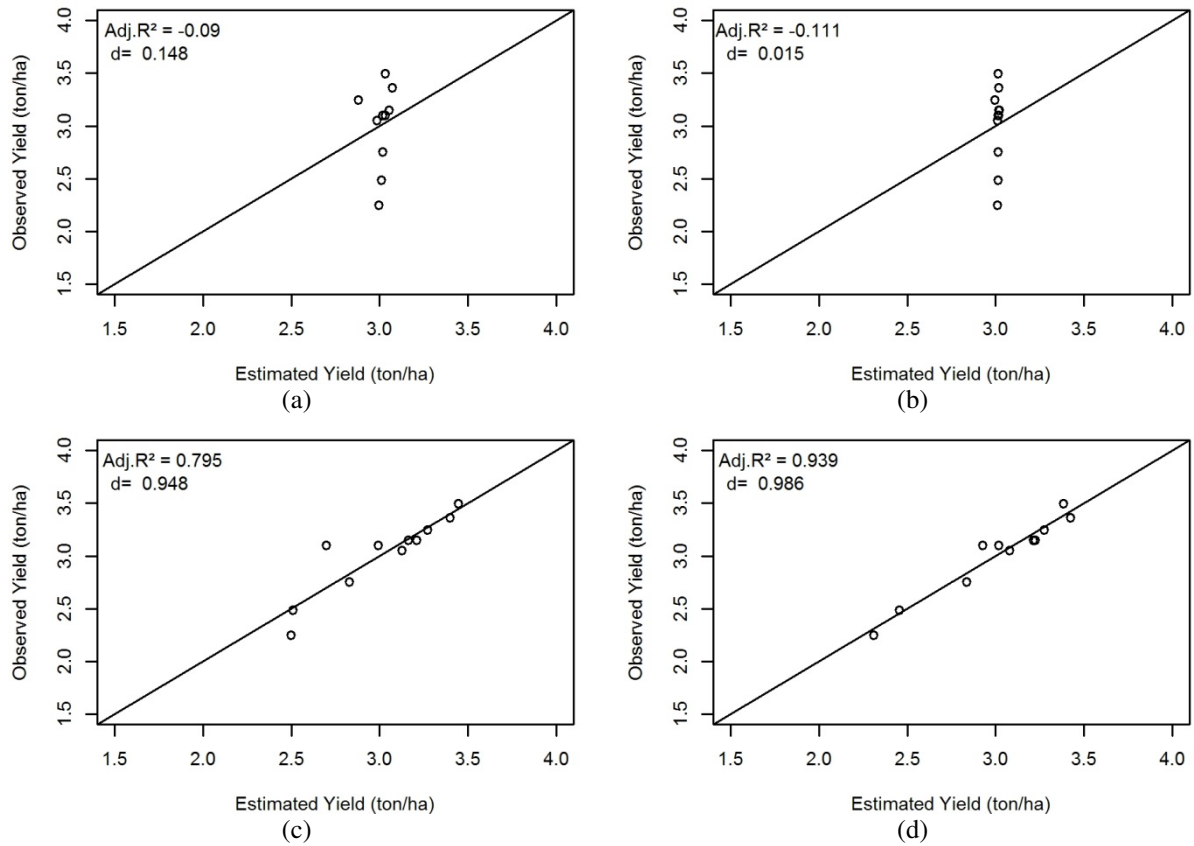 Adj.R² = -0.09
d= 0.148
4.0
3.5
3.0
2.5
2.0
1.5
Observed Yield (ton/ha)
1.5 2.0 2.5 3.0 3.5 4.0
Estimated Yield (ton/ha)
(a)
Adj.R² = -0.111
d= 0.015
4.0
3.5
3.0
2.5
2.0
1.5
Observed Yield (ton/ha)
1.5 2.0 2.5 3.0 3.5 4.0
Estimated Yield (ton/ha)
(b)
Adj.R² = 0.795
d= 0.948
4.0
3.5
3.0
2.5
2.0
1.5
Observed Yield (ton/ha)
1.5 2.0 2.5 3.0 3.5 4.0
Estimated Yield (ton/ha)
(c)
Adj.R² = 0.939
d= 0.986
4.0
3.5
3.0
2.5
2.0
1.5
Observed Yield (ton/ha)
1.5 2.0 2.5 3.0 3.5 4.0
Estimated Yield (ton/ha)
(d)